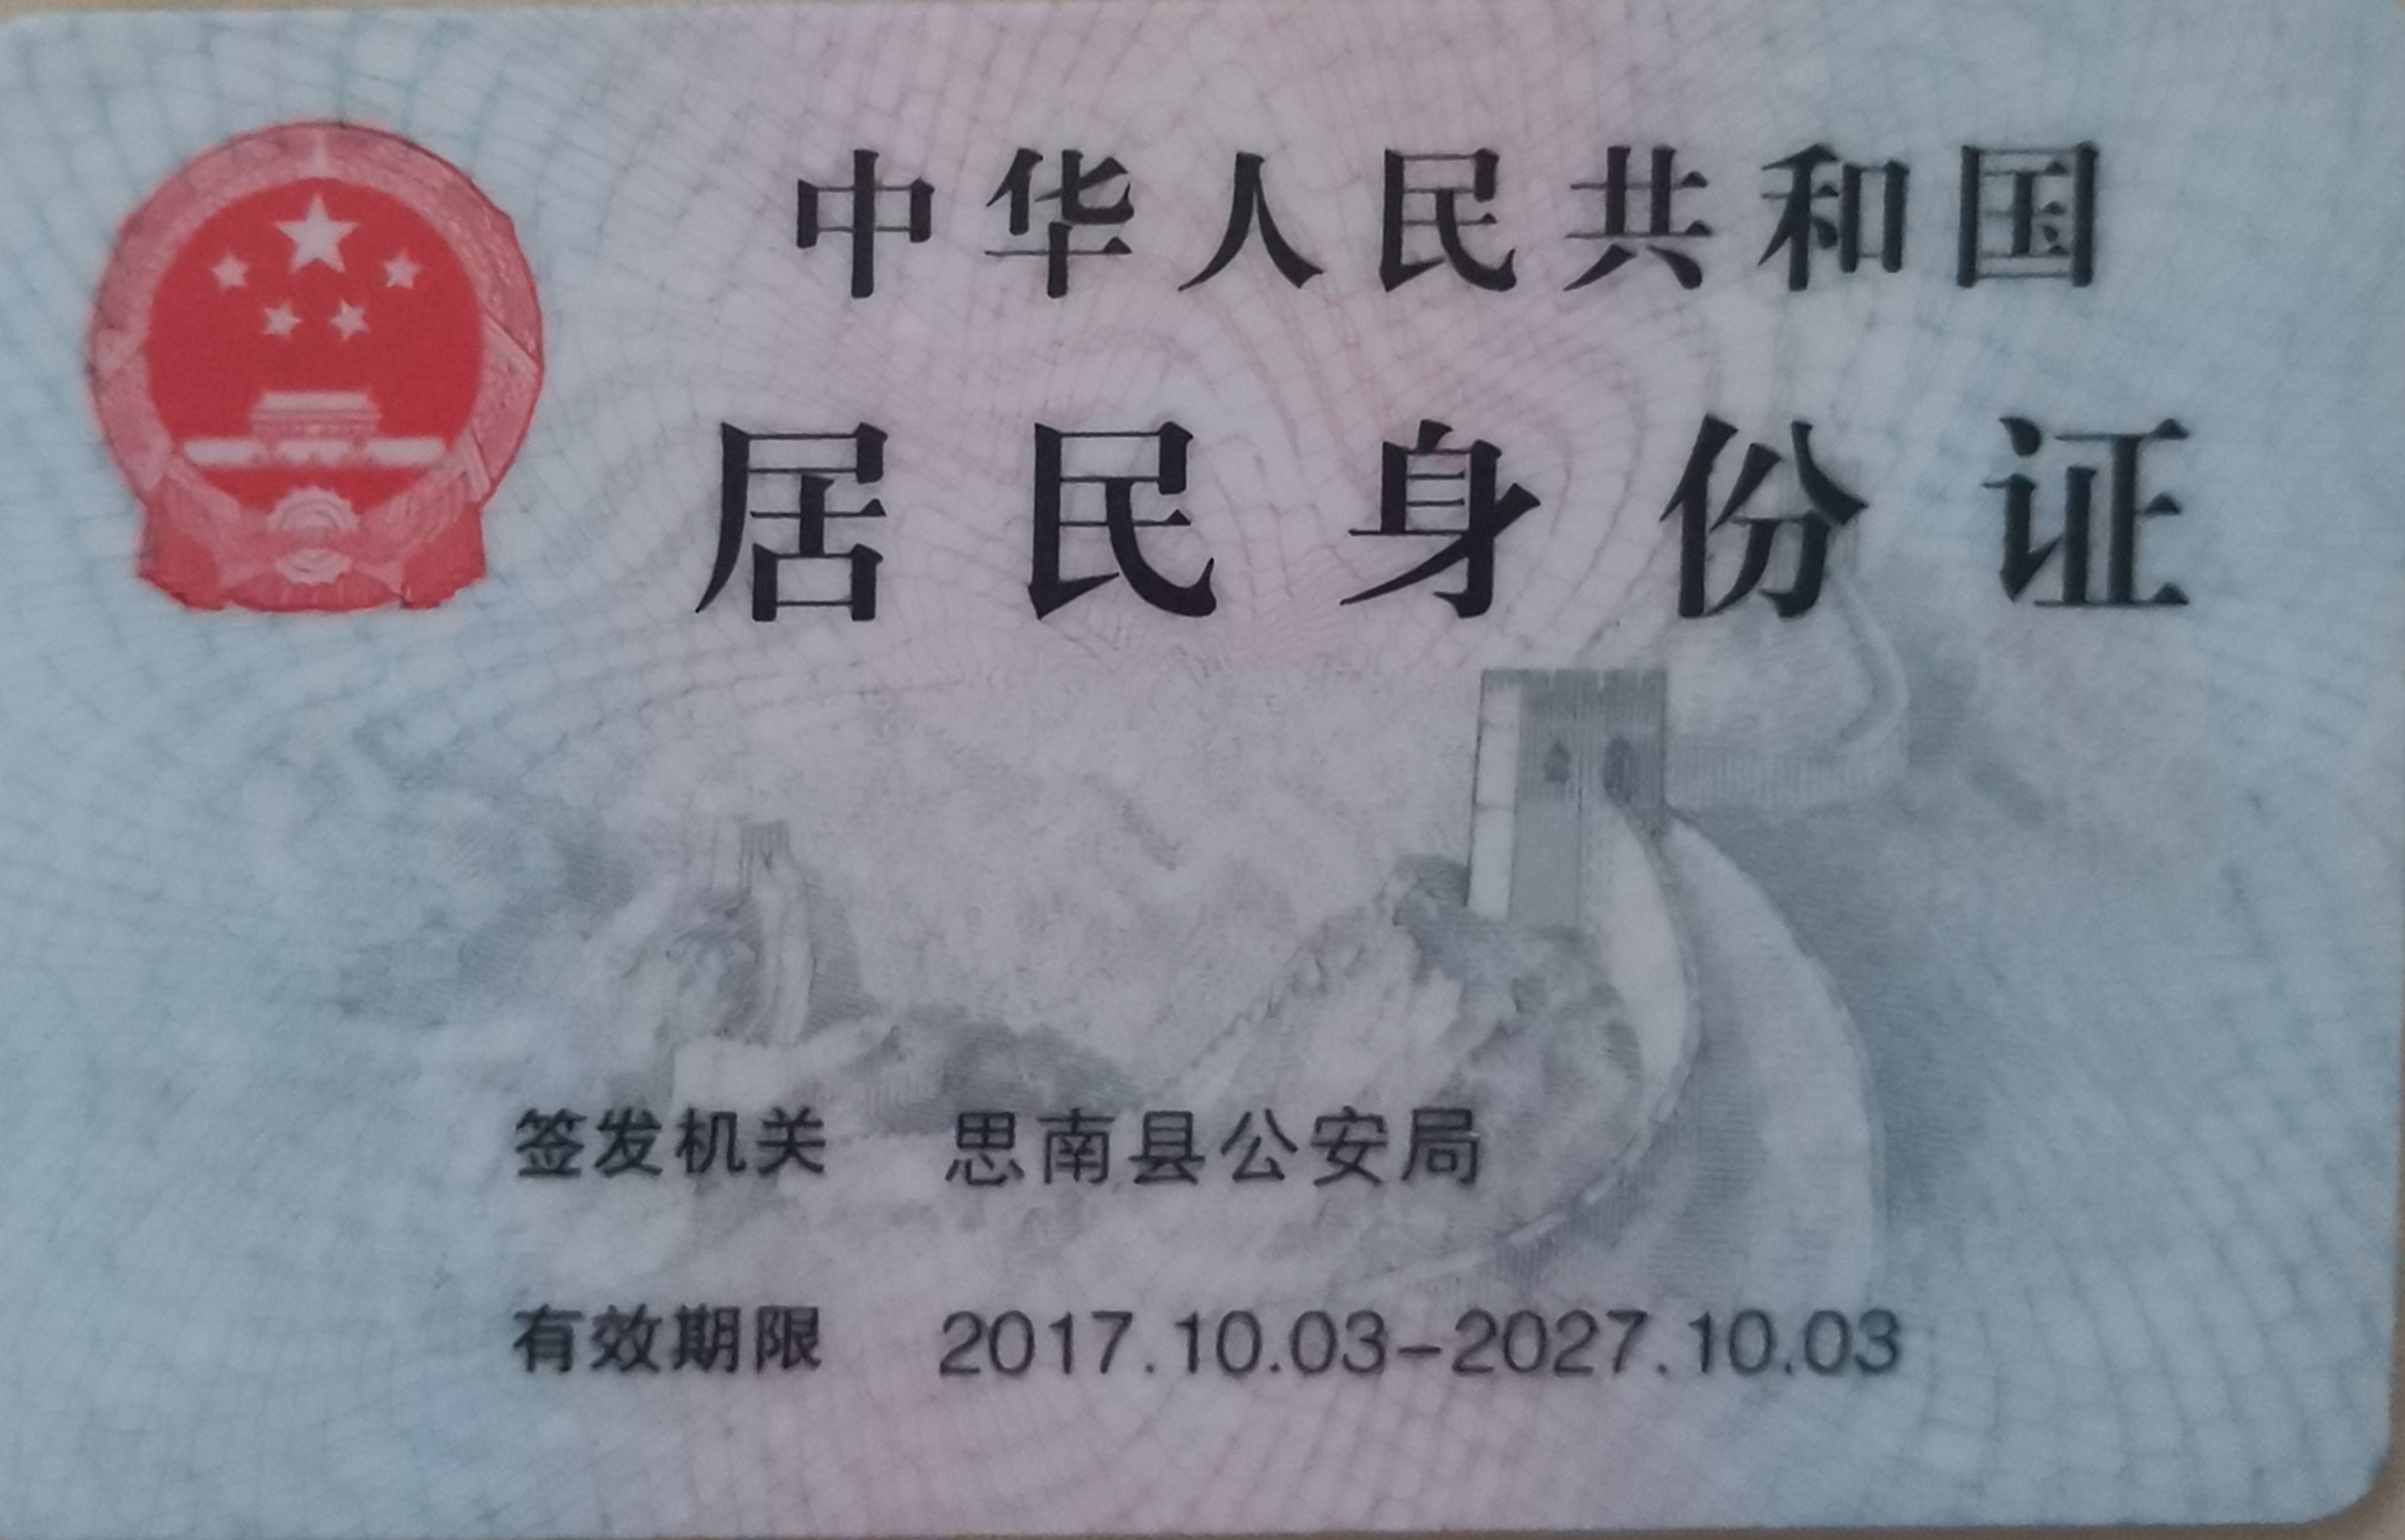 中华人民共和国
居民身份证
签发机关 思南县公安局
有效期限 2017.10.03-2027.10.03